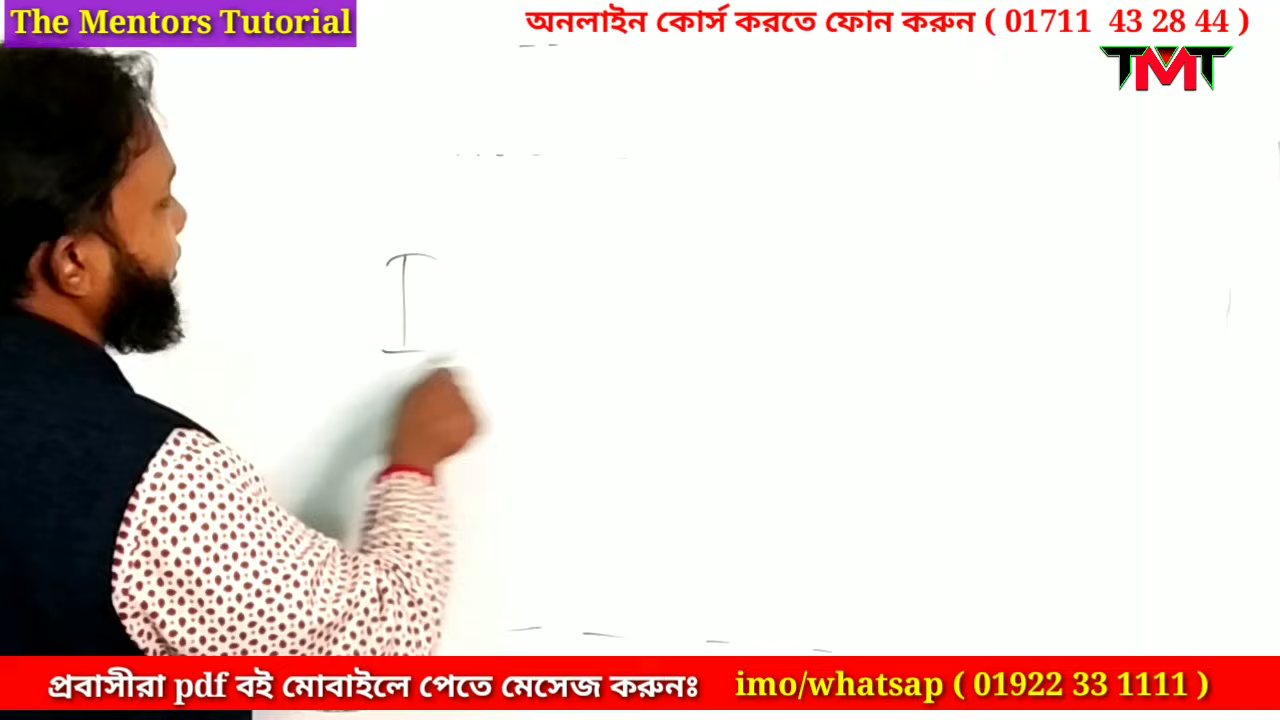 The Mentors Tutorial
অনলাইন কোর্স করতে ফোন করুন ( 01711 43 28 44 )
TMT
I
প্রবাসীরা pdf বই মোবাইলে পেতে মেসেজ করুনঃ imo/whatsap ( 01922 33 1111 )